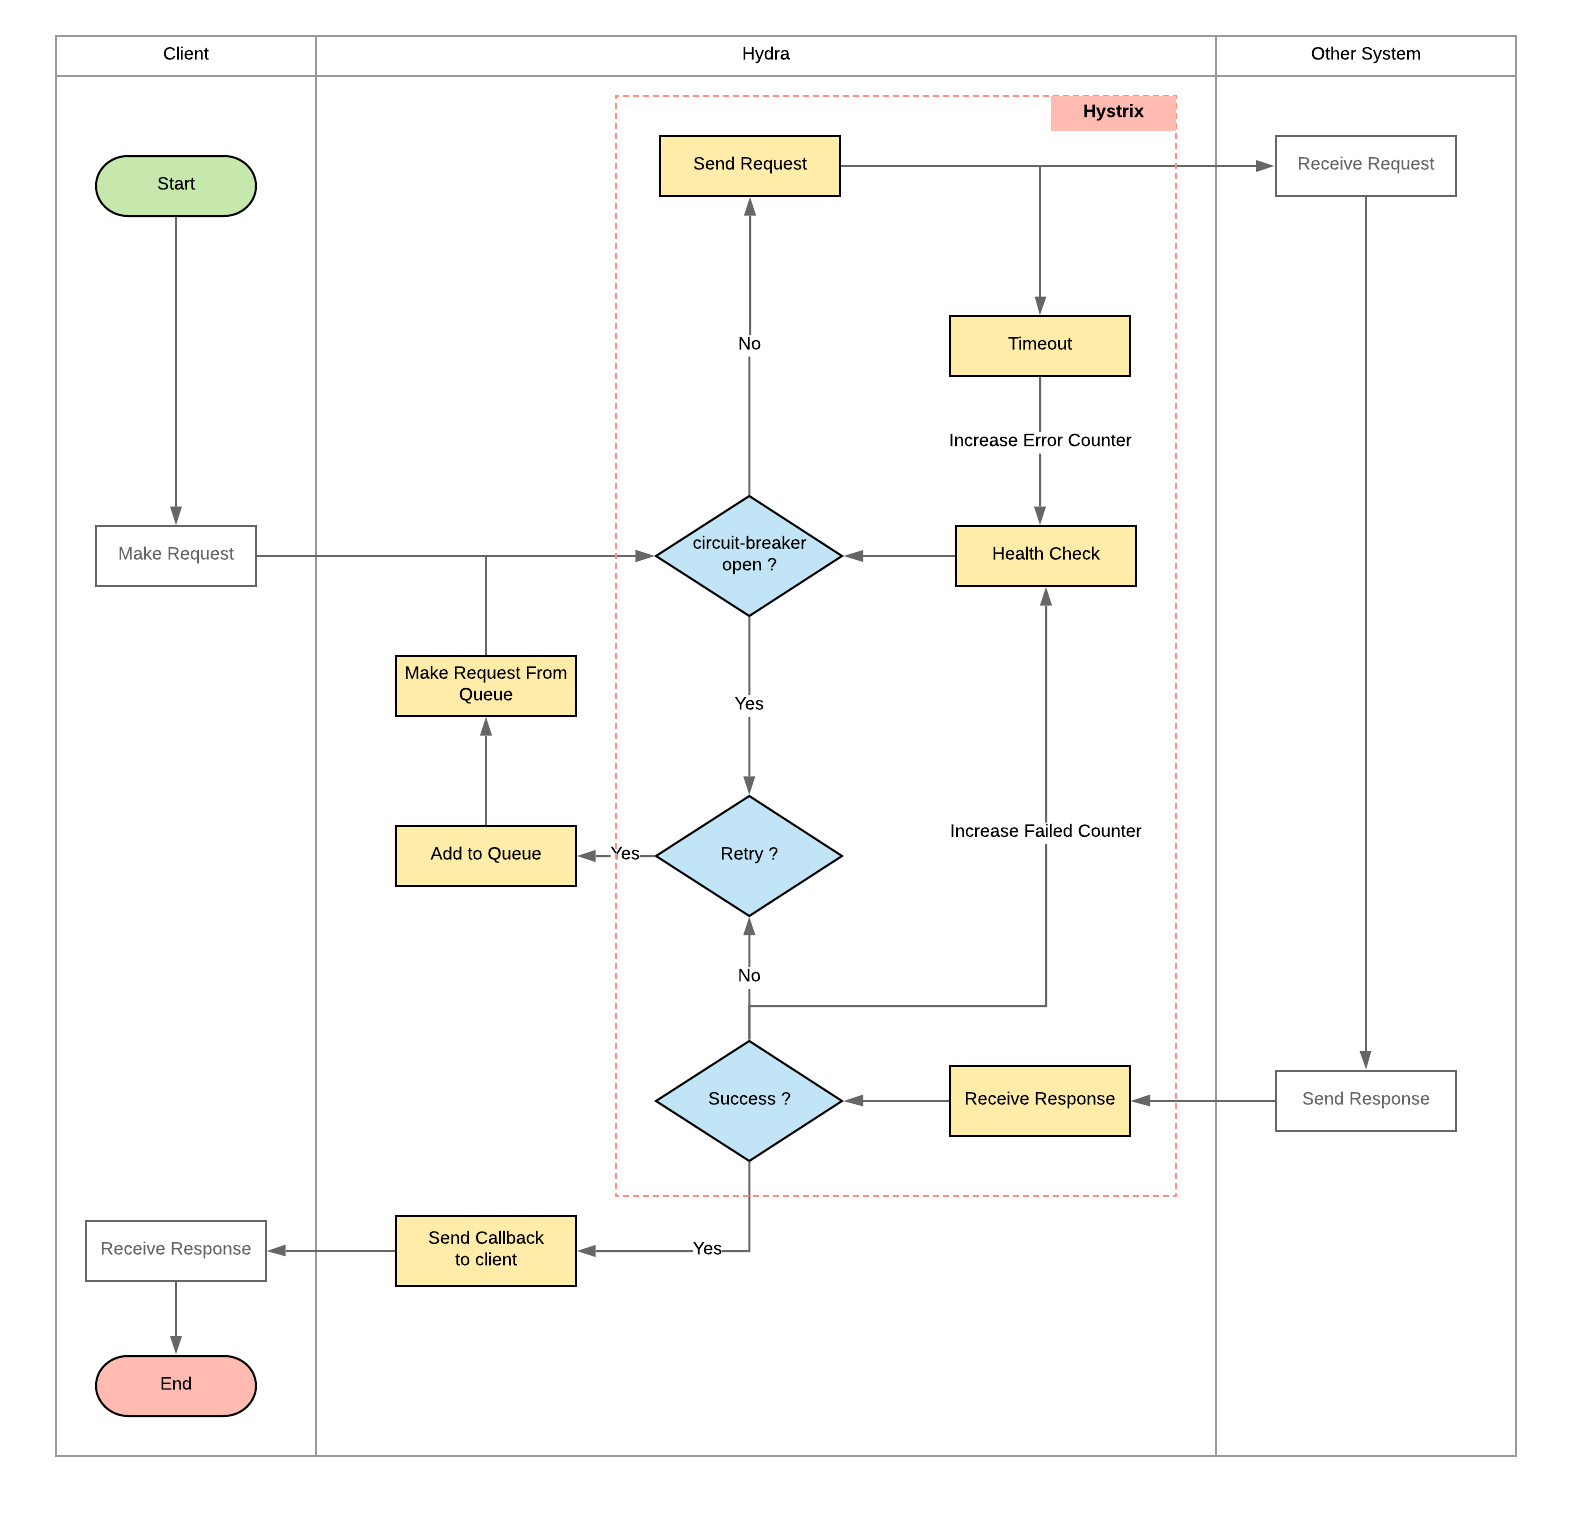 Client
Hydra
Other System
Hystrix
Start
Send Request
Receive Request
No
Timeout
Increase Error Counter
Make Request
circuit-breaker
open ?
Health Check
Make Request From
Queue
Yes
Increase Failed Counter
Add to Queue
Yes
Retry ?
No
Success ?
Receive Response
Send Response
Receive Response
Send Callback
to client
Yes
End